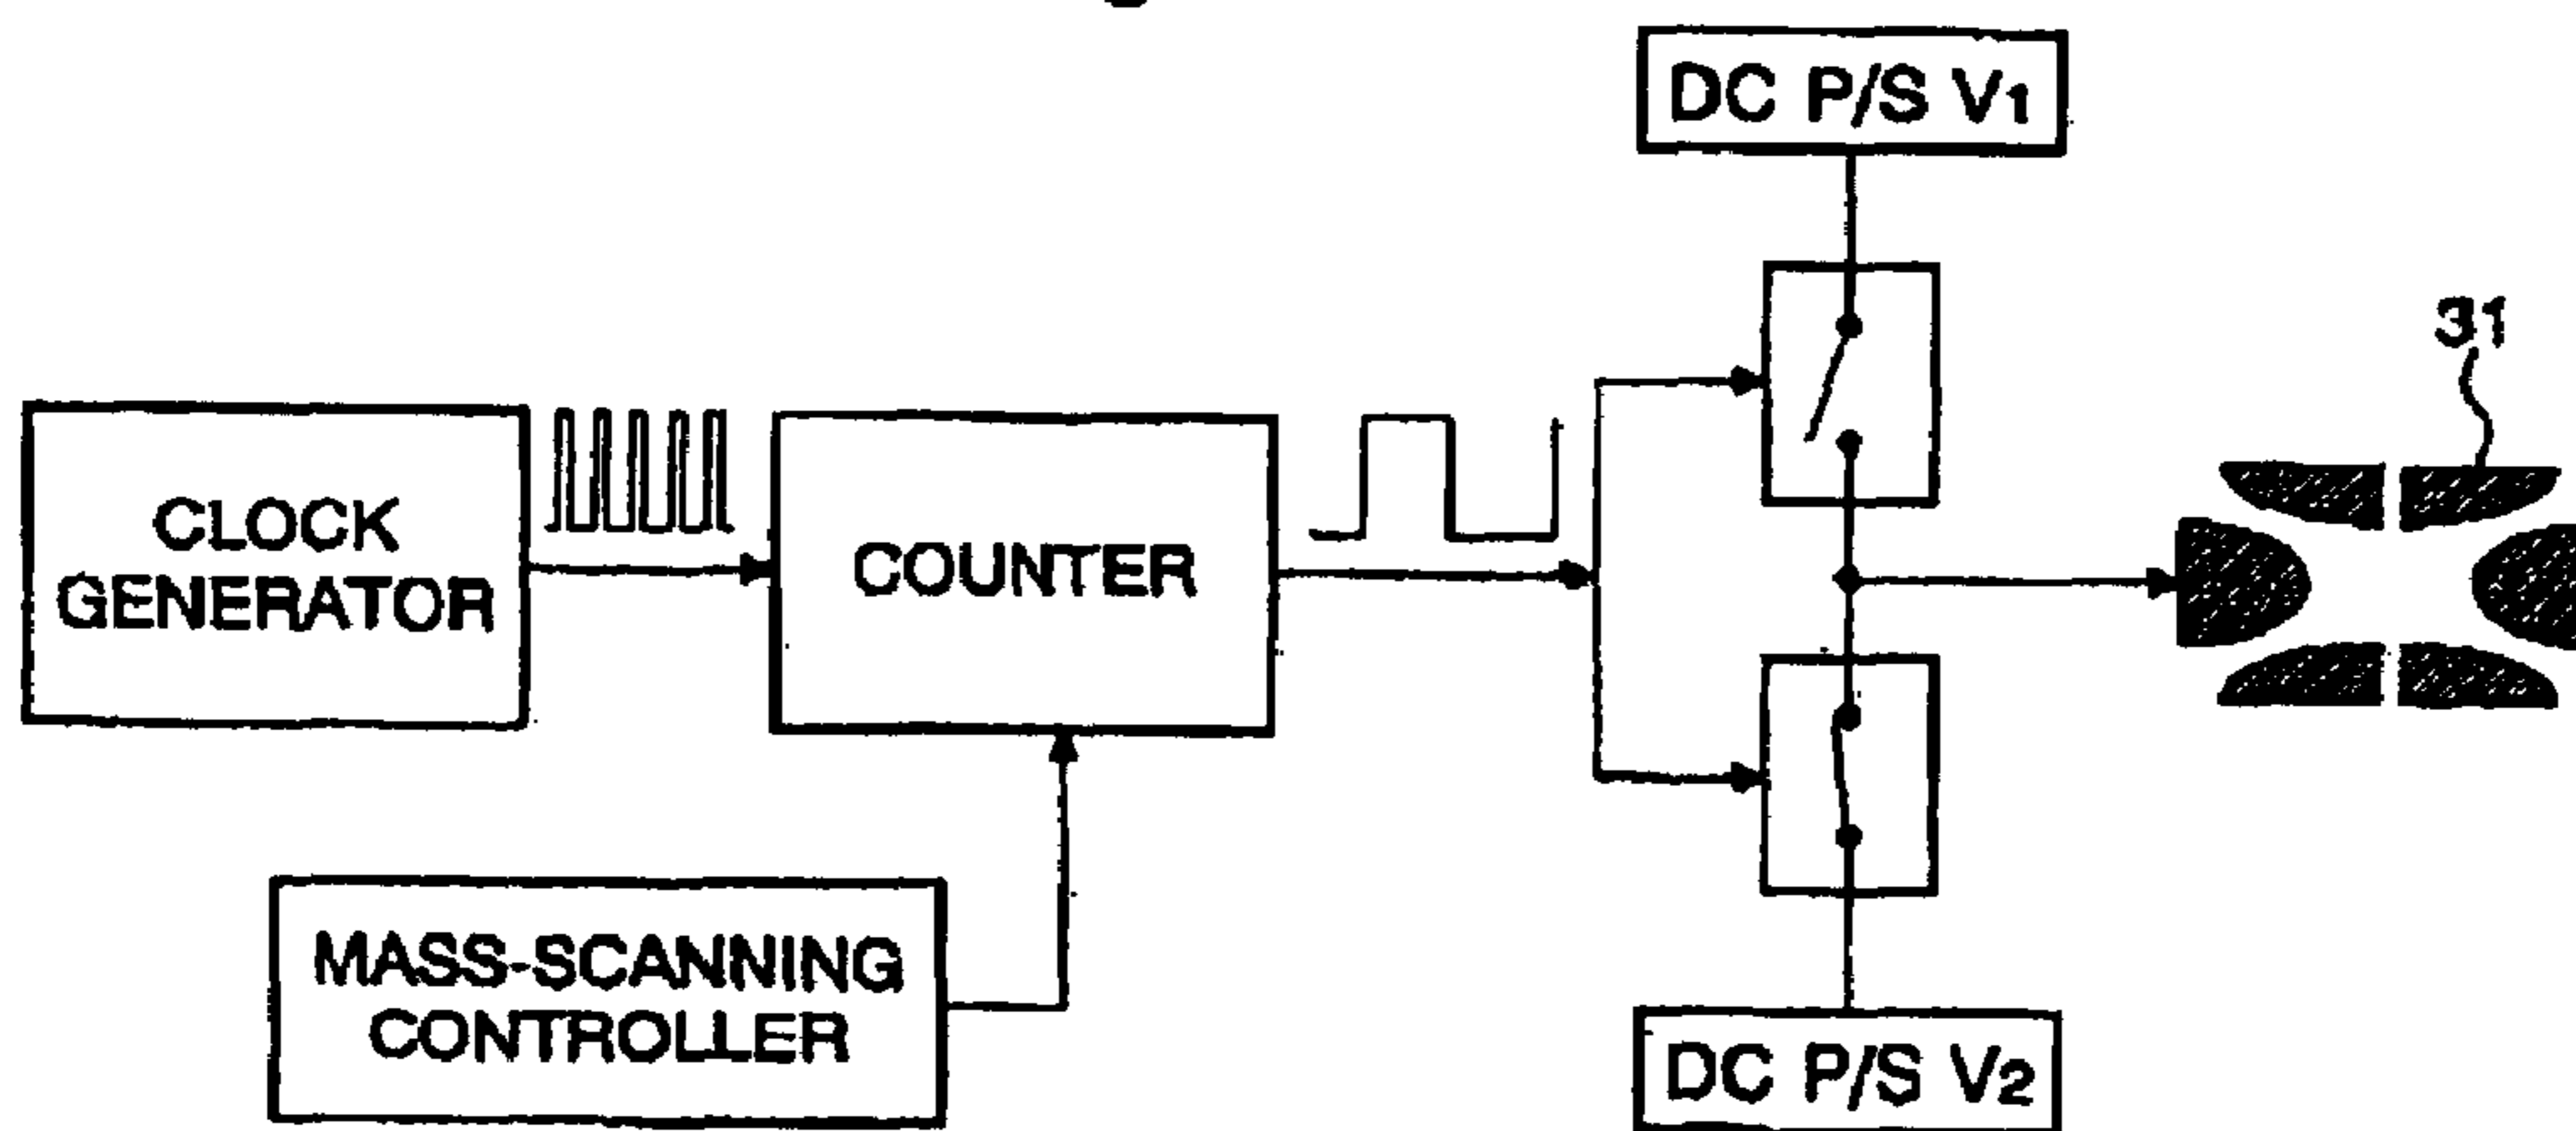 DC P/S V1
31
CLOCK
GENERATOR
COUNTER
MASS-SCANNING
CONTROLLER
DC P/S V2